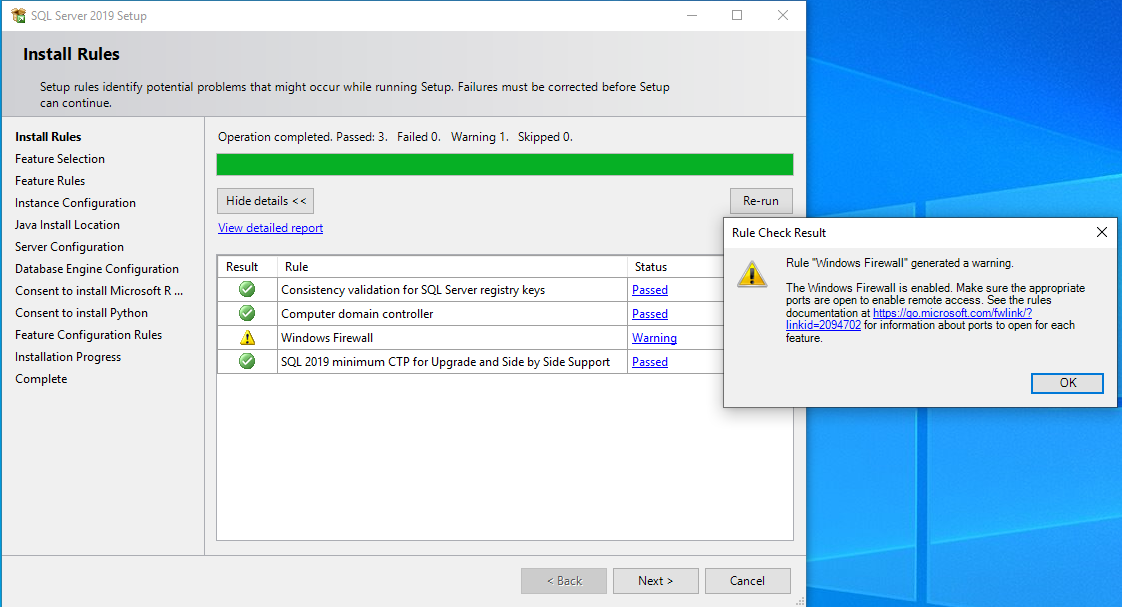 SQL Server 2019 Setup
Install Rules
Setup rules identify potential problems that might occur while running Setup. Failures must be corrected before Setup
can continue.
Install Rules
Feature Selection
Feature Rules
Instance Configuration
Java Install Location
Server Configuration
Database Engine Configuration
Consent to install Microsoft R ...
Consent to install Python
Feature Configuration Rules
Installation Progress
Complete
Operation completed. Passed: 3.   Failed 0.   Warning 1.   Skipped 0.
Hide details <<
Re-run
View detailed report
Result Rule Status
Consistency validation for SQL Server registry keys Passed
Computer domain controller Passed
Windows Firewall Warning
SQL 2019 minimum CTP for Upgrade and Side by Side Support Passed
< Back
Next >
Cancel
Rule Check Result
Rule "Windows Firewall" generated a warning.
The Windows Firewall is enabled. Make sure the appropriate
ports are open to enable remote access. See the rules
documentation at https://go.microsoft.com/fwlink/?
linkid=2094702 for information about ports to open for each
feature.
OK